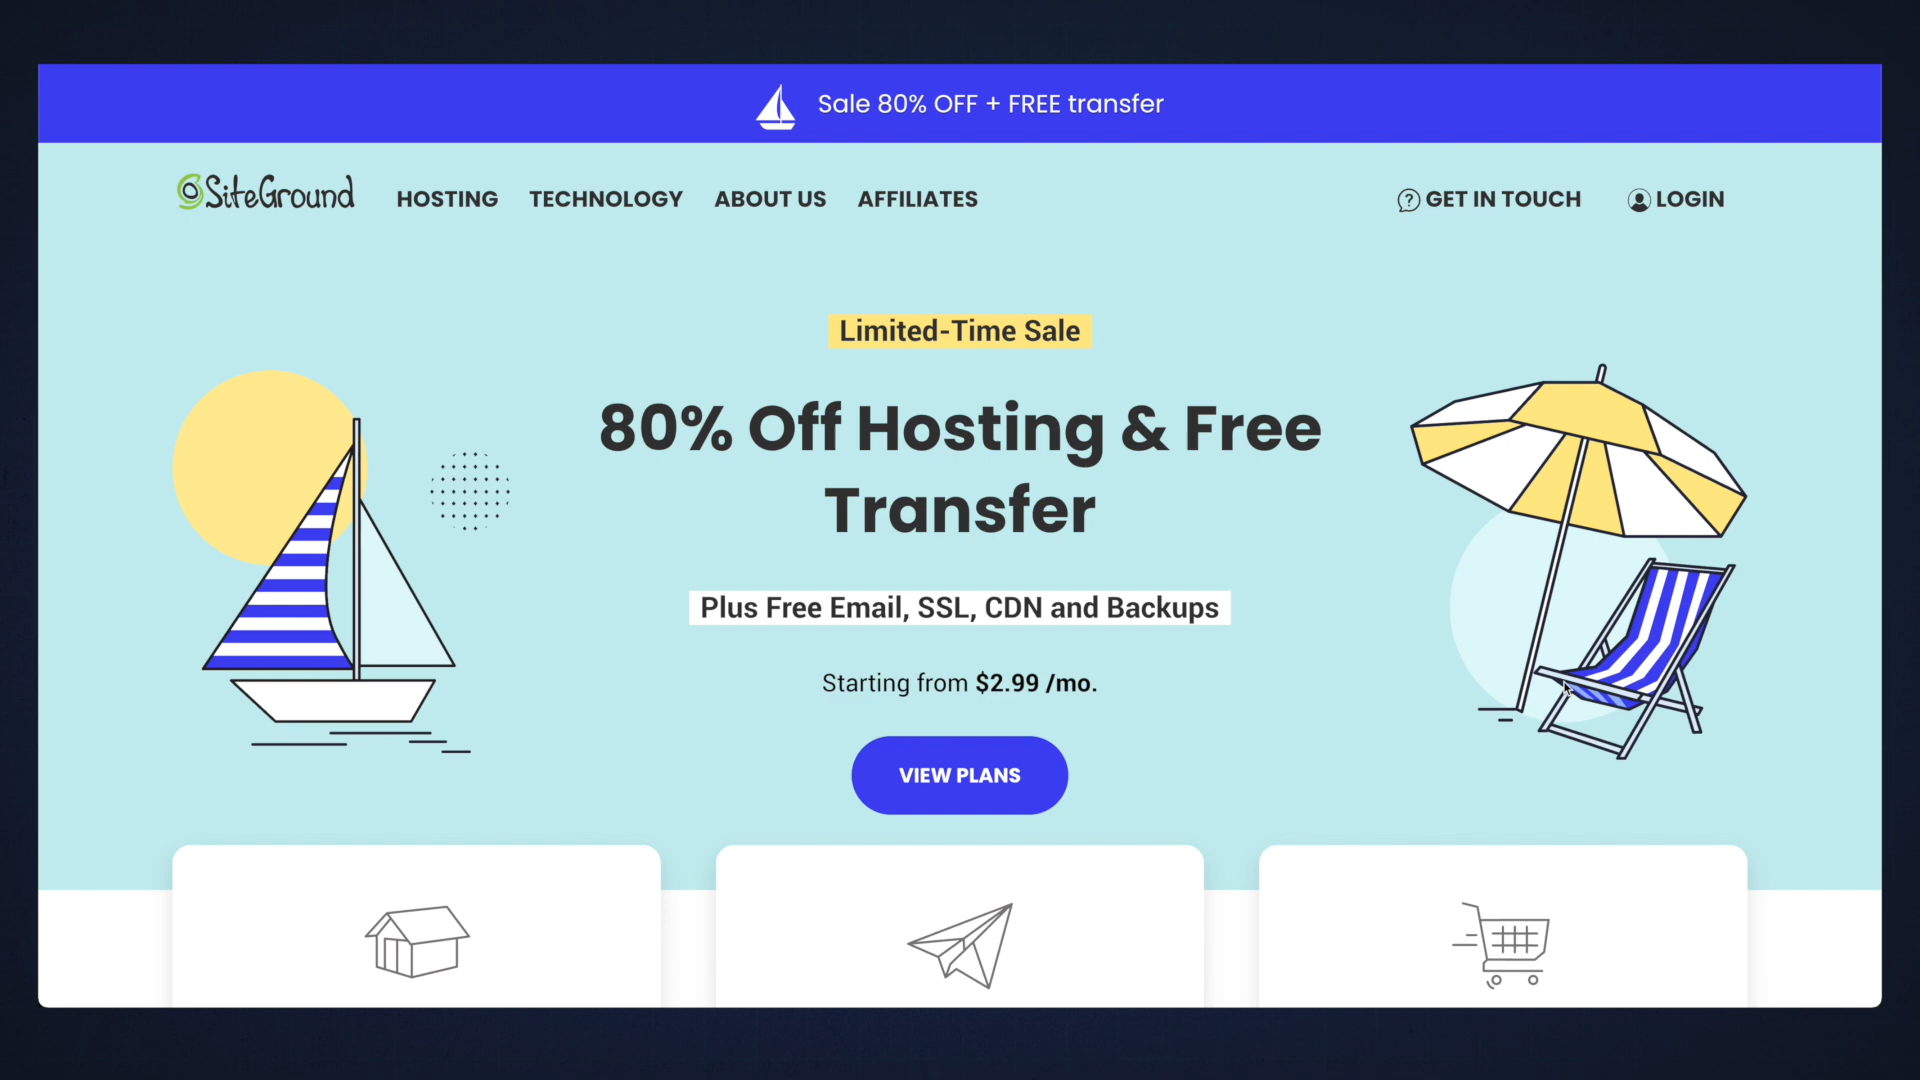 Sale 80% OFF + FREE transfer
SiteGround HOSTING TECHNOLOGY ABOUT US AFFILIATES GET IN TOUCH LOGIN
Limited-Time Sale
80% Off Hosting & Free
Transfer
Plus Free Email, SSL, CDN and Backups
Starting from $2.99 /mo.
VIEW PLANS